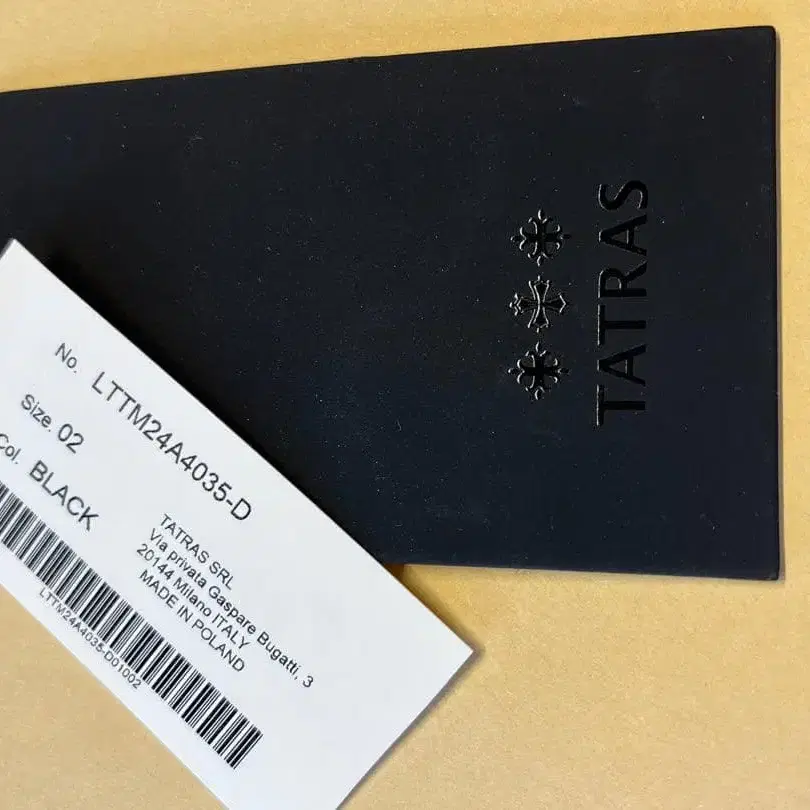 TATRAS
No. LTTM24A4035-D
Size. 02
Col. BLACK
TATRAS SRL
Via privata Gaspare Bugatti, 3
20144 Milano ITALY
MADE IN POLAND
LTTM24A4035-D01002